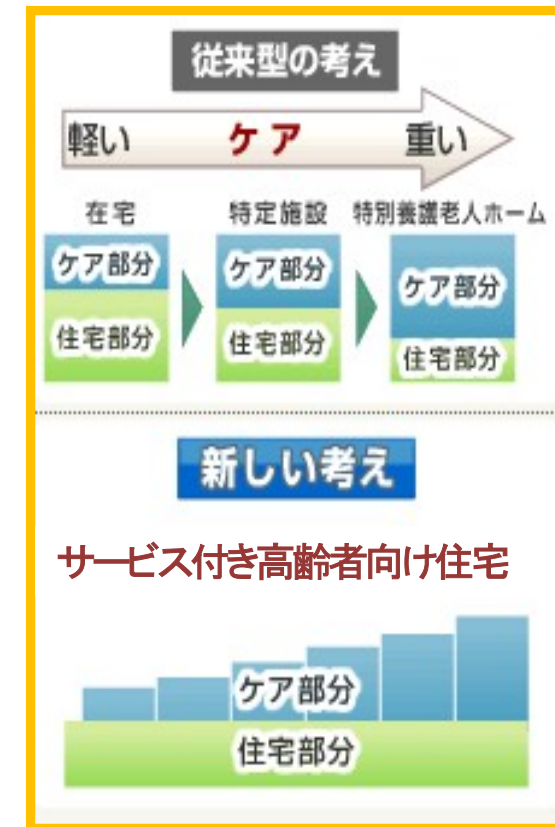 従来型の考え
軽い ケア 重い
在宅 特定施設 特別養護老人ホーム
ケア部分 ケア部分 ケア部分
住宅部分 住宅部分 住宅部分
新しい考え
サービス付き高齢者向け住宅
ケア部分
住宅部分